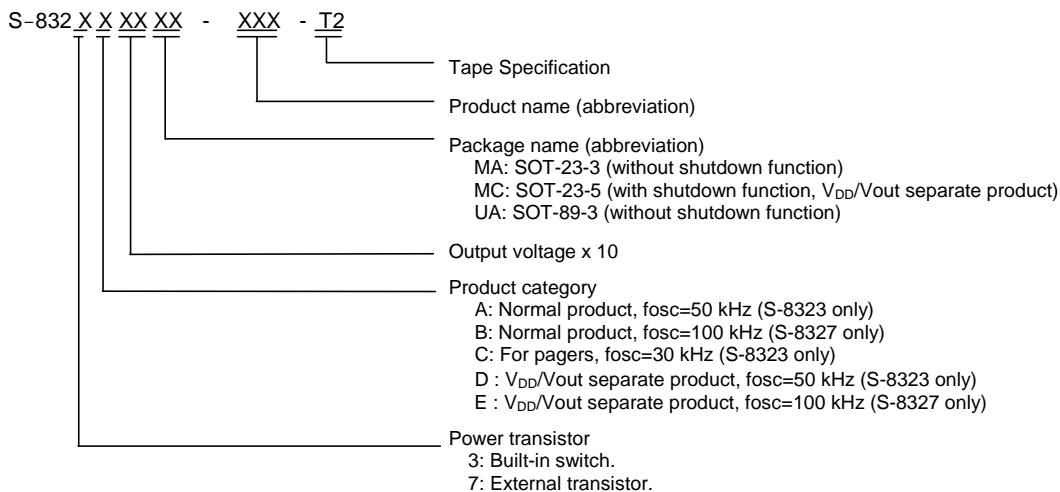 S-832 X X XX XX - XXX - T2
Tape Specification
Product name (abbreviation)
Package name (abbreviation)
MA: SOT-23-3 (without shutdown function)
MC: SOT-23-5 (with shutdown function, VDD/Vout separate product)
UA: SOT-89-3 (without shutdown function)
Output voltage x 10
Product category
A: Normal product, fosc=50 kHz (S-8323 only)
B: Normal product, fosc=100 kHz (S-8327 only)
C: For pagers, fosc=30 kHz (S-8323 only)
D : VDD/Vout separate product, fosc=50 kHz (S-8323 only)
E : VDD/Vout separate product, fosc=100 kHz (S-8327 only)
Power transistor
3: Built-in switch.
7: External transistor.